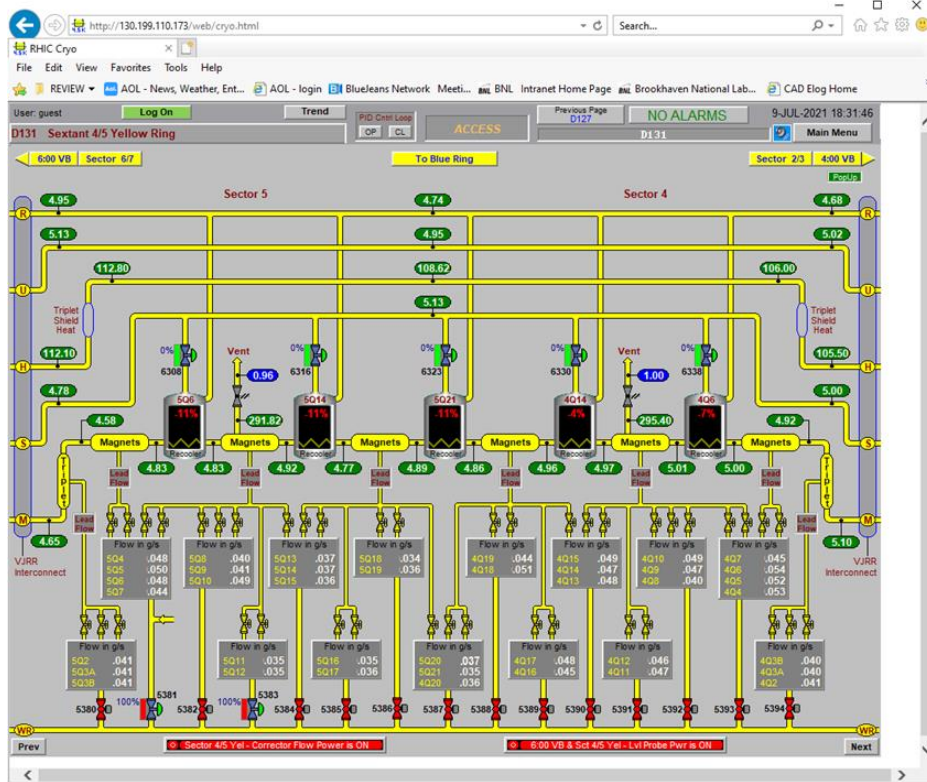 http://130.199.110.173/web/cryo.html
Search...
RHIC Cryo
File Edit View Favorites Tools Help
REVIEW AOL - News, Weather, Ent... AOL - login BlueJeans Network Meeti... BNL Intranet Home Page Brookhaven National Lab... CAD Elog Home
User: guest Log On Trend PID Cntrl Loop OP CL ACCESS Previous Page D127 NO ALARMS 9-JUL-2021 18:31:46
D131 Sextant 4/5 Yellow Ring D131 Main Menu
6:00 VB Sector 6/7 To Blue Ring Sector 2/3 4:00 VB
PopUp
Sector 5 Sector 4
4.95 4.74 4.68
R R
5.13 4.95 5.02
112.80 108.62 106.00
U U
5.13
Triplet Shield Heat Triplet Shield Heat
112.10 0% 0% 0% 0% 0% 105.50
Vent Vent
H 6308 6316 6323 6330 6338 H
0.96 1.00
4.78 5Q6 5Q14 5Q21 4Q14 4Q6 5.00
-11% -11% -11% -4% -7%
4.58 291.82 295.40 4.92
S Magnets Magnets Magnets Magnets Magnets Magnets S
Recooler Recooler Recooler Recooler Recooler
4.83 4.83 4.92 4.77 4.89 4.86 4.96 4.97 5.01 5.00
Triplet Triplet
Lead Flow Lead Flow Lead Flow Lead Flow Lead Flow Lead Flow
Lead Flow Lead Flow
M M
4.65 5.10
VJRR Interconnect VJRR Interconnect
Flow in g/s Flow in g/s Flow in g/s Flow in g/s Flow in g/s Flow in g/s Flow in g/s Flow in g/s
5Q4 .048 5Q8 .040 5Q13 .037 5Q18 .034 4Q19 .044 4Q15 .049 4Q10 .049 4Q7 .045
5Q5 .050 5Q9 .041 5Q14 .037 5Q19 .036 4Q18 .051 4Q14 .047 4Q9 .047 4Q6 .054
5Q6 .048 5Q10 .049 5Q15 .036 4Q13 .048 4Q8 .040 4Q5 .052
5Q7 .044 4Q4 .053
Flow in g/s Flow in g/s Flow in g/s Flow in g/s Flow in g/s Flow in g/s Flow in g/s
5Q2 .041 5Q11 .035 5Q16 .035 5Q20 .037 4Q17 .048 4Q12 .046 4Q3B .040
5Q3A .041 5Q12 .035 5Q17 .036 5Q21 .035 4Q16 .045 4Q11 .047 4Q3A .040
5Q3B .041 4Q20 .036 4Q2 .041
5381 5383
100% 100%
5380 5382 5384 5385 5386 5387 5388 5389 5390 5391 5392 5393 5394
WR WR
Prev Sector 4/5 Yel - Corrector Flow Power is ON 6:00 VB & Sct 4/5 Yel - Lvl Probe Pwr is ON Next